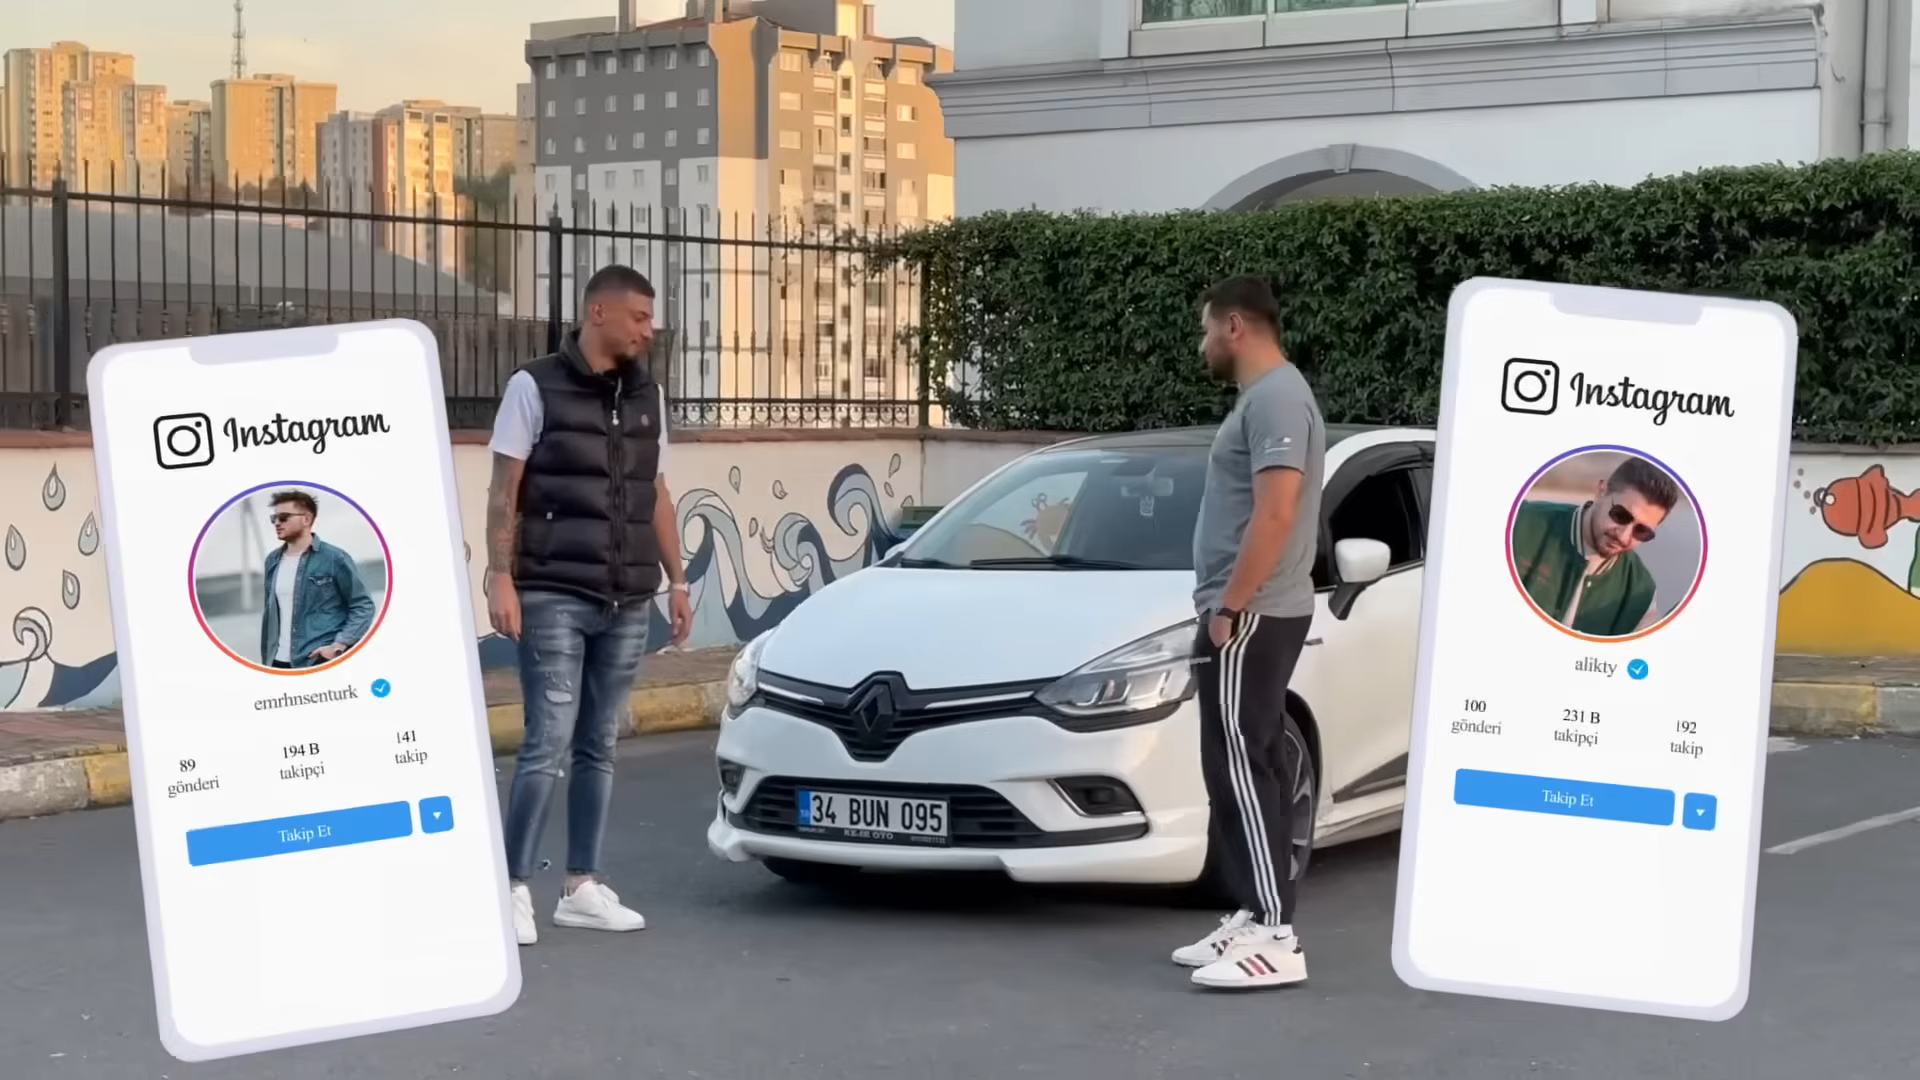 Instagram
emrhnsenturk
89
gönderi
194 B
takipçi
141
takip
Takip Et
34 BUN 095
Instagram
alikty
100
gönderi
231 B
takipçi
192
takip
Takip Et